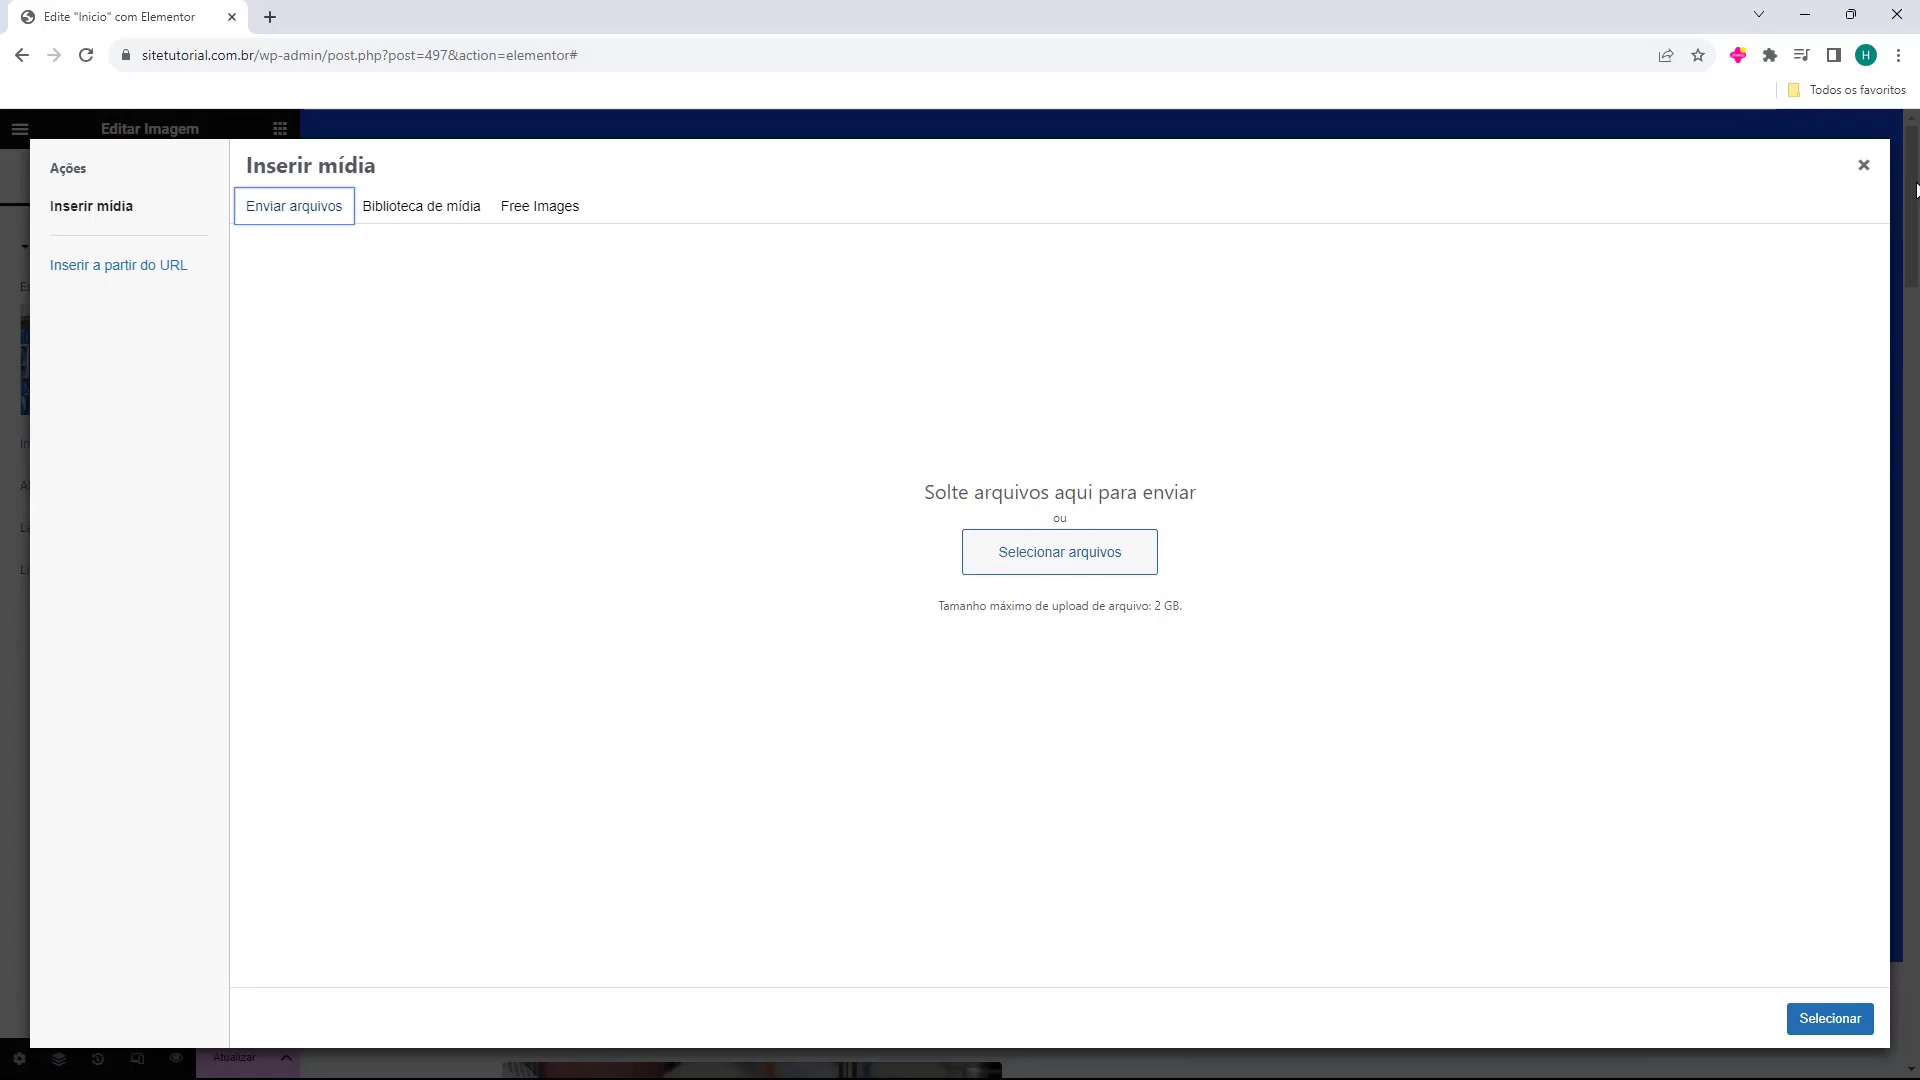 Edite "Inicio" com Elementor
sitetutorial.com.br/wp-admin/post.php?post=497&action=elementor#
H
Todos os favoritos
Editar Imagem
Ações
Inserir mídia
Inserir a partir do URL
Inserir mídia
Enviar arquivos
Biblioteca de mídia
Free Images
Solte arquivos aqui para enviar
ou
Selecionar arquivos
Tamanho máximo de upload de arquivo: 2 GB.
Selecionar
Atualizar